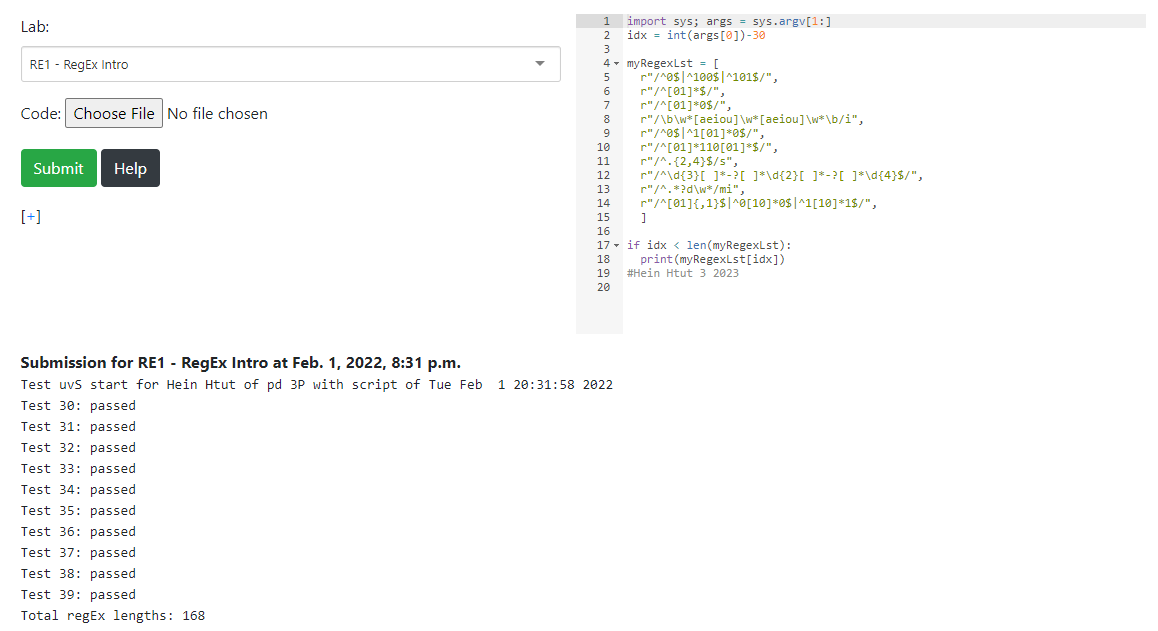 Lab:
RE1 - RegEx Intro
Code: Choose File No file chosen
Submit Help
[+]
1 import sys; args = sys.argv[1:]
2 idx = int(args[0])-30
3
4 myRegexLst = [
5 r"/^0$|^100$|^101$/",
6 r"/^[01]*$/",
7 r"/^[01]*0$/",
8 r"/\b\w*[aeiou]\w*[aeiou]\w*\b/i",
9 r"/^0$|^1[01]*0$/",
10 r"/^[01]*110[01]*$/",
11 r"/^.{2,4}$/s",
12 r"/^\d{3}[ ]*-?[ ]*\d{2}[ ]*-?[ ]*\d{4}$/",
13 r"/^.*?d\w*/mi",
14 r"/^[01]{,1}$|^0[10]*0$|^1[10]*1$/",
15 ]
16
17 if idx < len(myRegexLst):
18 print(myRegexLst[idx])
19 #Hein Htut 3 2023
20
Submission for RE1 - RegEx Intro at Feb. 1, 2022, 8:31 p.m.
Test uvS start for Hein Htut of pd 3P with script of Tue Feb  1 20:31:58 2022
Test 30: passed
Test 31: passed
Test 32: passed
Test 33: passed
Test 34: passed
Test 35: passed
Test 36: passed
Test 37: passed
Test 38: passed
Test 39: passed
Total regEx lengths: 168